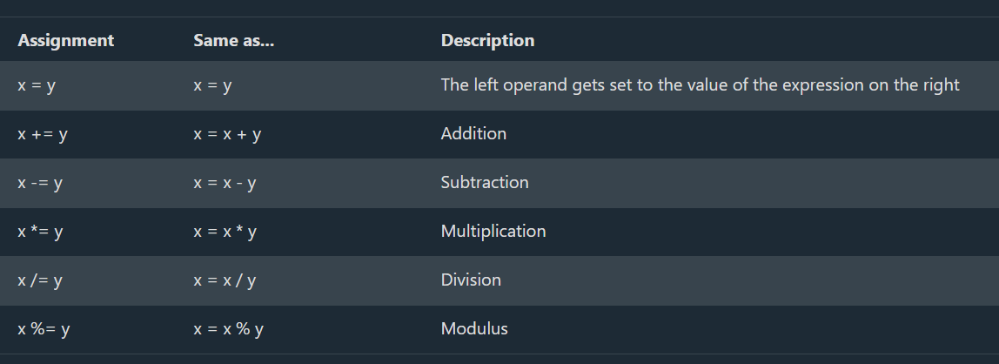 Assignment Same as... Description
x = y x = y The left operand gets set to the value of the expression on the right
x += y x = x + y Addition
x -= y x = x - y Subtraction
x *= y x = x * y Multiplication
x /= y x = x / y Division
x %= y x = x % y Modulus